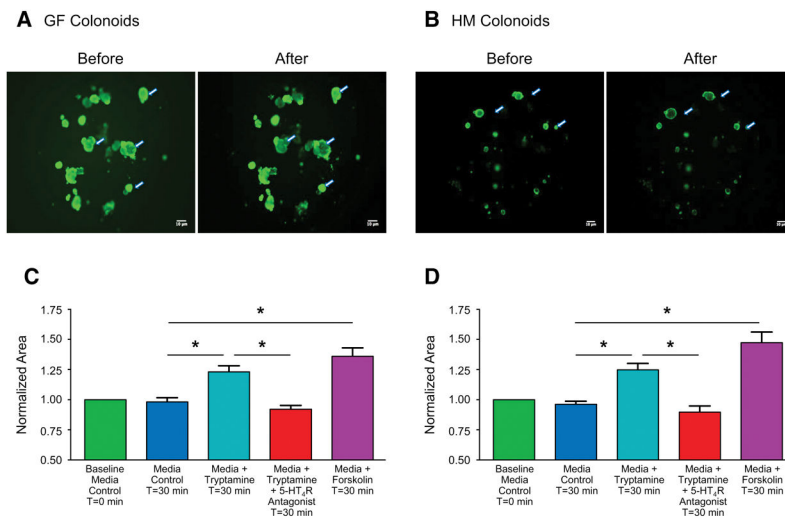 A GF Colonoids
Before
After
10 µm
10 µm
B HM Colonoids
Before
After
C
Normalized Area
1.75
1.50
1.25
1.00
0.75
0.50
*
*
*
Baseline
Media
Control
T=0 min
Media
Control
T=30 min
Media +
Tryptamine
T=30 min
Media +
Tryptamine
+ 5-HT₄R
Antagonist
T=30 min
Media +
Forskolin
T=30 min
D
Normalized Area
1.75
1.50
1.25
1.00
0.75
0.50
*
*
*
Baseline
Media
Control
T=0 min
Media
Control
T=30 min
Media +
Tryptamine
T=30 min
Media +
Tryptamine
+ 5-HT₄R
Antagonist
T=30 min
Media +
Forskolin
T=30 min